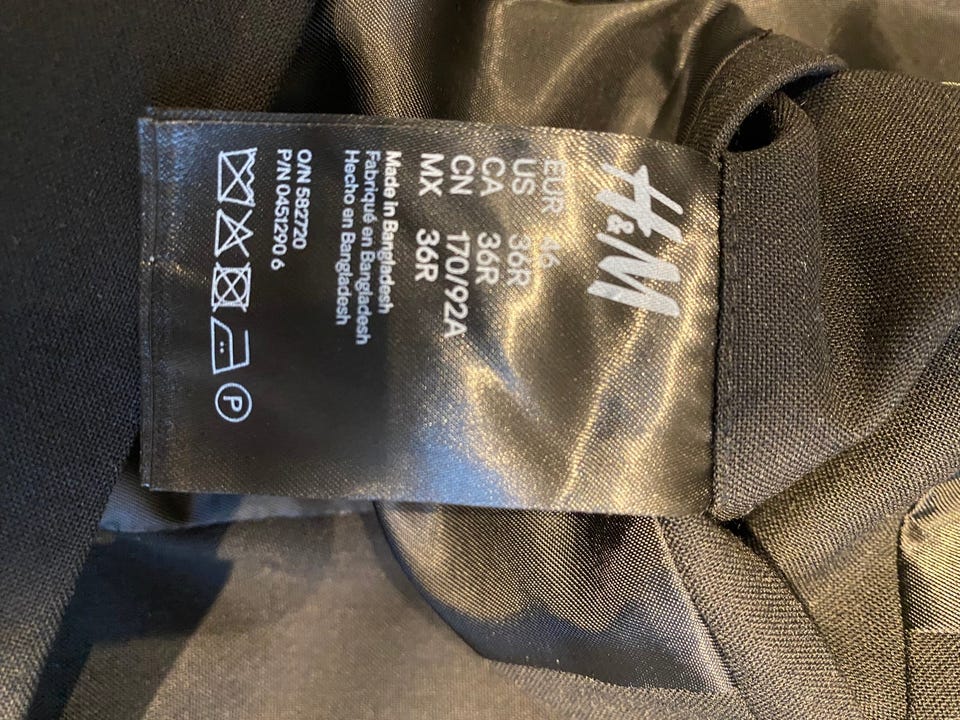 H&M
EUR 46
US 36R
CA 36R
CN 170/92A
MX 36R
Made in Bangladesh
Fabriqué en Bangladesh
Hecho en Bangladesh
O/N 582720
P/N 0451290 6
P